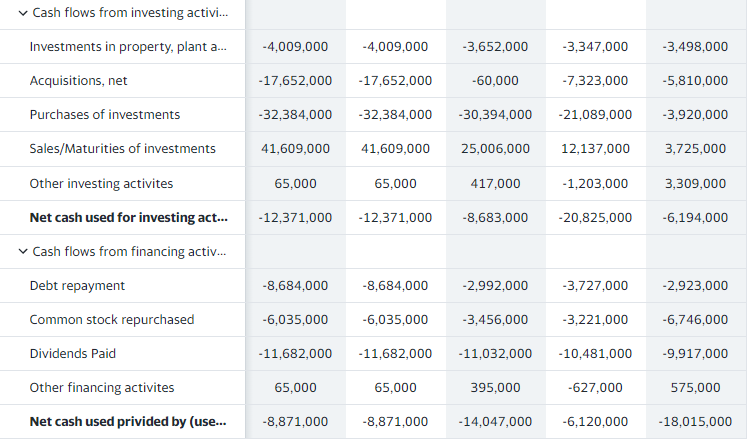 Cash flows from investing activi...
Investments in property, plant a... -4,009,000 -4,009,000 -3,652,000 -3,347,000 -3,498,000
Acquisitions, net -17,652,000 -17,652,000 -60,000 -7,323,000 -5,810,000
Purchases of investments -32,384,000 -32,384,000 -30,394,000 -21,089,000 -3,920,000
Sales/Maturities of investments 41,609,000 41,609,000 25,006,000 12,137,000 3,725,000
Other investing activites 65,000 65,000 417,000 -1,203,000 3,309,000
Net cash used for investing act... -12,371,000 -12,371,000 -8,683,000 -20,825,000 -6,194,000
Cash flows from financing activ...
Debt repayment -8,684,000 -8,684,000 -2,992,000 -3,727,000 -2,923,000
Common stock repurchased -6,035,000 -6,035,000 -3,456,000 -3,221,000 -6,746,000
Dividends Paid -11,682,000 -11,682,000 -11,032,000 -10,481,000 -9,917,000
Other financing activites 65,000 65,000 395,000 -627,000 575,000
Net cash used privided by (use... -8,871,000 -8,871,000 -14,047,000 -6,120,000 -18,015,000